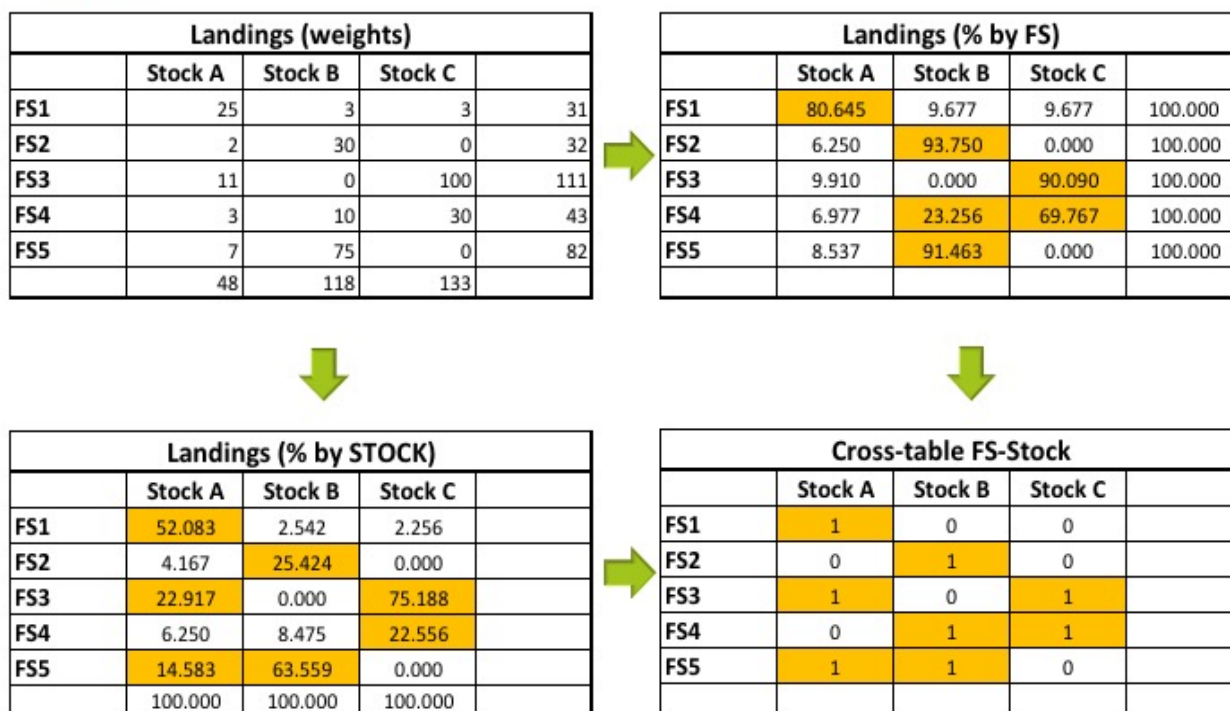 Landings (weights)
Stock A Stock B Stock C
FS1 25 3 3 31
FS2 2 30 0 32
FS3 11 0 100 111
FS4 3 10 30 43
FS5 7 75 0 82
48 118 133
Landings (% by FS)
Stock A Stock B Stock C
FS1 80.645 9.677 9.677 100.000
FS2 6.250 93.750 0.000 100.000
FS3 9.910 0.000 90.090 100.000
FS4 6.977 23.256 69.767 100.000
FS5 8.537 91.463 0.000 100.000
Landings (% by STOCK)
Stock A Stock B Stock C
FS1 52.083 2.542 2.256
FS2 4.167 25.424 0.000
FS3 22.917 0.000 75.188
FS4 6.250 8.475 22.556
FS5 14.583 63.559 0.000
100.000 100.000 100.000
Cross-table FS-Stock
Stock A Stock B Stock C
FS1 1 0 0
FS2 0 1 0
FS3 1 0 1
FS4 0 1 1
FS5 1 1 0